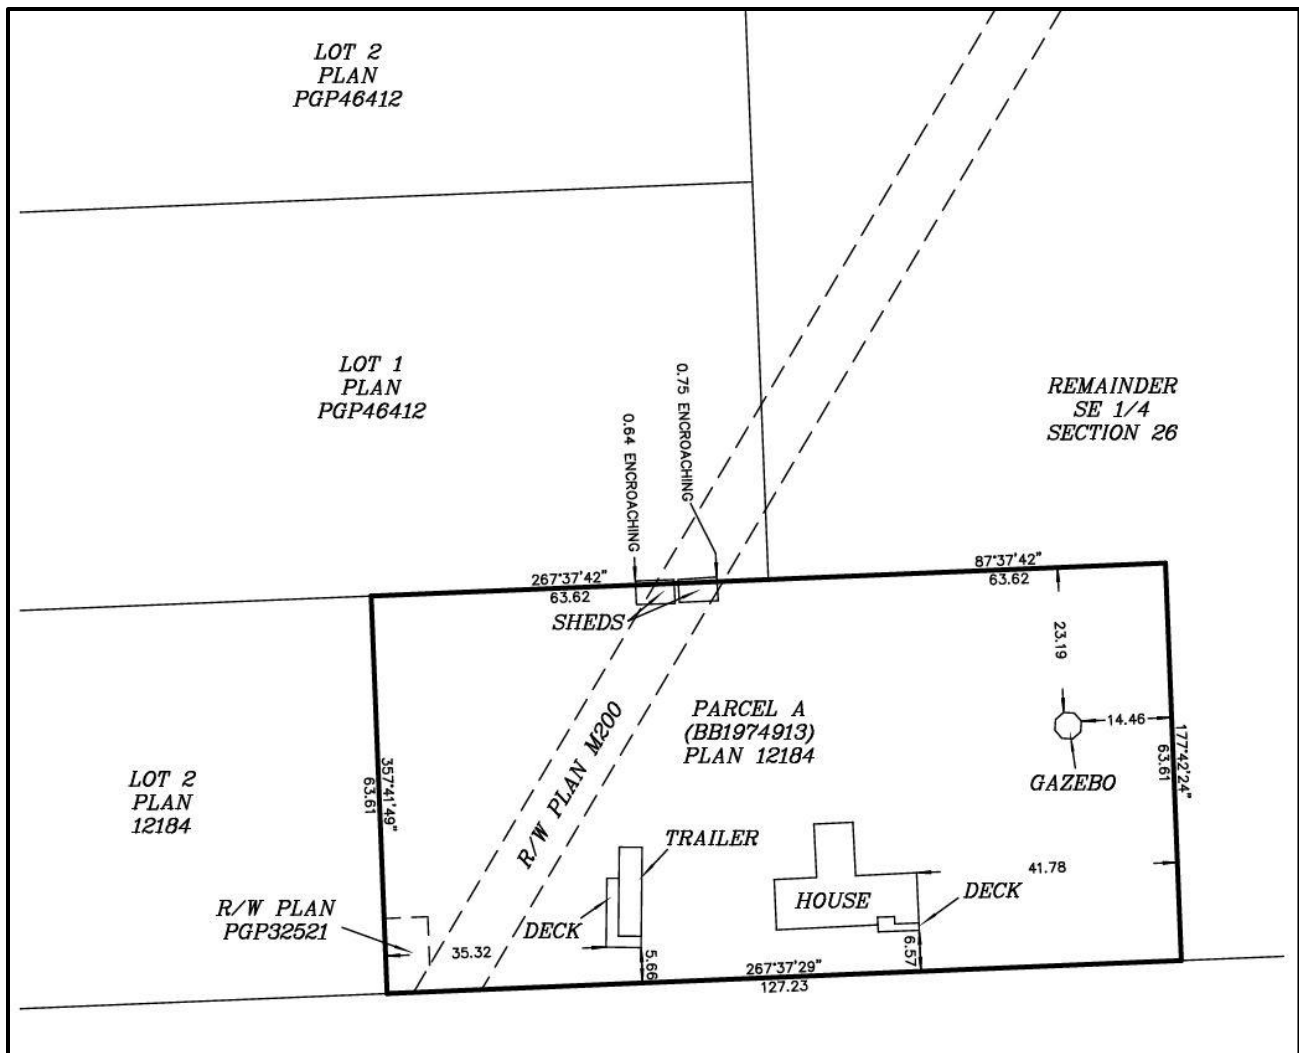 LOT 2
PLAN
PGP46412
LOT 1
PLAN
PGP46412
0.75 ENCROACHING
0.64 ENCROACHING
REMAINDER
SE 1/4
SECTION 26
267°37'42"
63.62
87°37'42"
63.62
SHEDS
23.19
PARCEL A
(BB1974913)
PLAN 12184
R/W PLAN M200
14.46
GAZEBO
177°42'24"
63.61
357°41'49"
63.61
LOT 2
PLAN
12184
TRAILER
41.78
HOUSE
DECK
R/W PLAN
PGP32521
DECK
35.32
5.66
6.57
267°37'29"
127.23